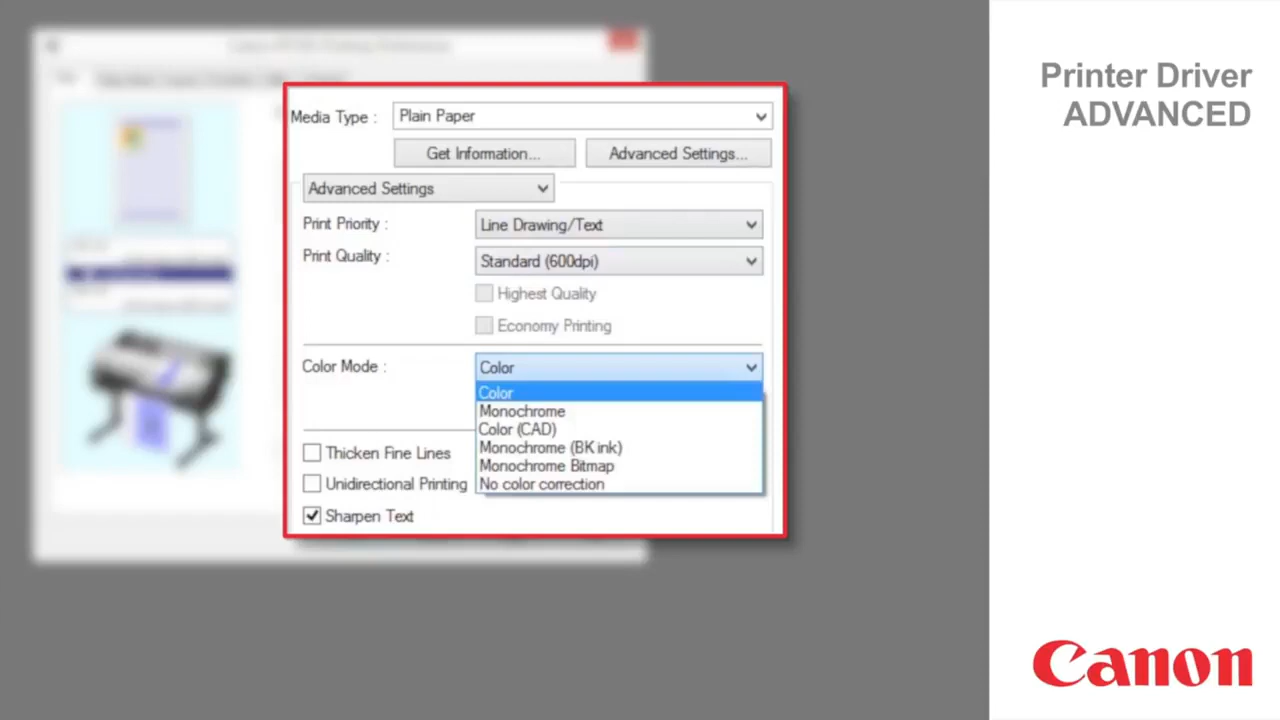 Printer Driver
ADVANCED
Media Type :
Plain Paper
Get Information...
Advanced Settings...
Advanced Settings
Print Priority :
Line Drawing/Text
Print Quality :
Standard (600dpi)
Highest Quality
Economy Printing
Color Mode :
Color
Color
Monochrome
Color (CAD)
Monochrome (BK ink)
Monochrome Bitmap
No color correction
Thicken Fine Lines
Unidirectional Printing
Sharpen Text
Canon